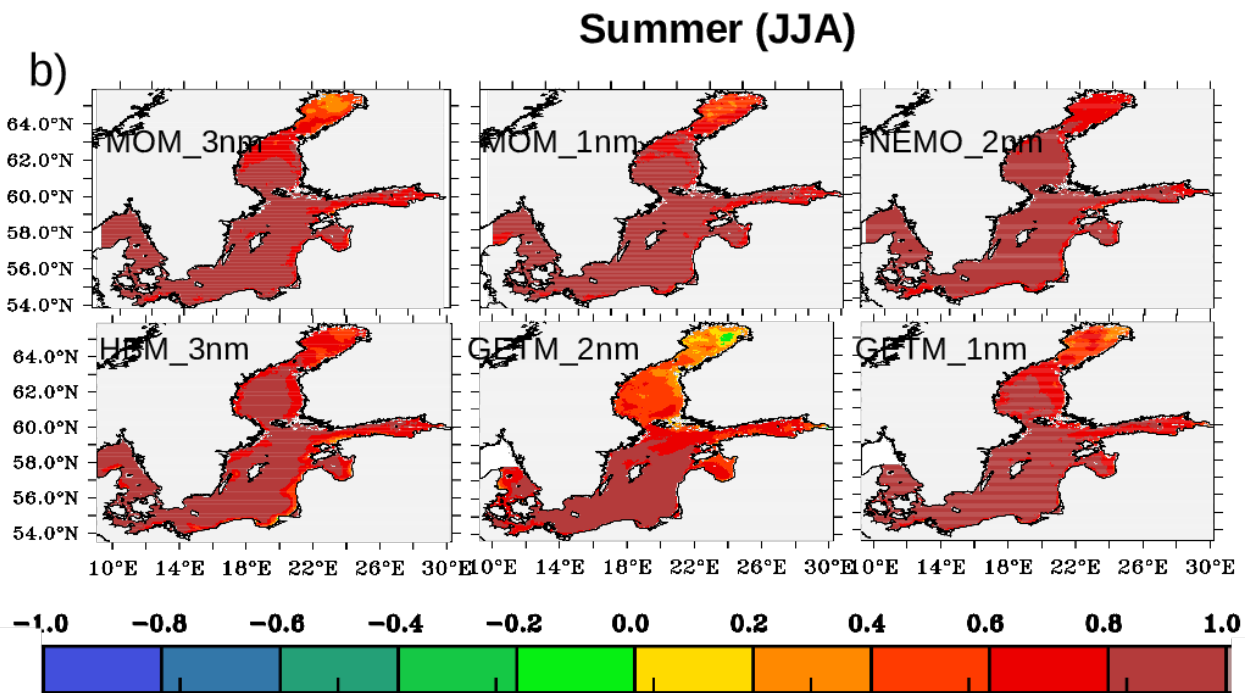 Summer (JJA)
b)
64.0°N
62.0°N
60.0°N
58.0°N
56.0°N
54.0°N
MOM_3nm
MOM_1nm
NEMO_2nm
64.0°N
62.0°N
60.0°N
58.0°N
56.0°N
54.0°N
HBM_3nm
GETM_2nm
GETM_1nm
10°E 14°E 18°E 22°E 26°E 30°E 10°E 14°E 18°E 22°E 26°E 30°E 10°E 14°E 18°E 22°E 26°E 30°E
-1.0 -0.8 -0.6 -0.4 -0.2 0.0 0.2 0.4 0.6 0.8 1.0